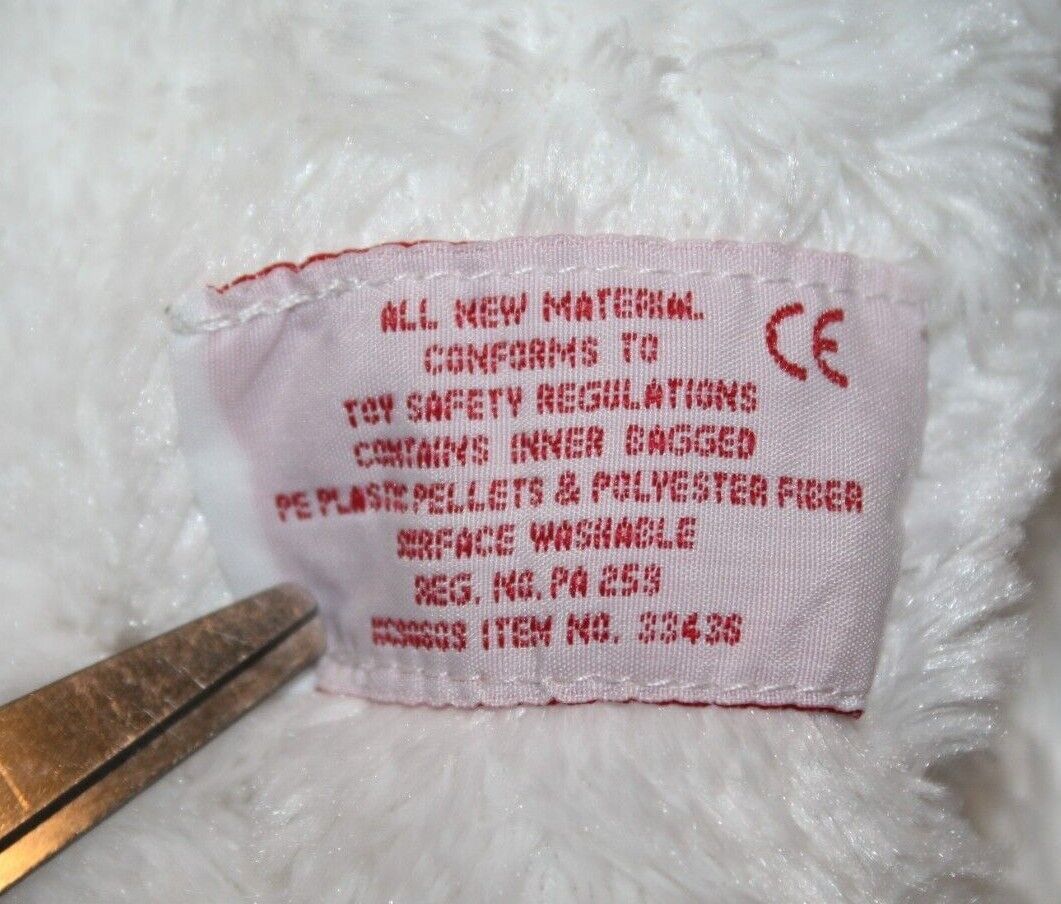 ALL NEW MATERIAL
CE
CONFORMS TO
TOY SAFETY REGULATIONS
CONTAINS INNER BAGGED
PE PLASTIC PELLETS & POLYESTER FIBER
SURFACE WASHABLE
REG. NO. PA 259
ITEM NO. 33436